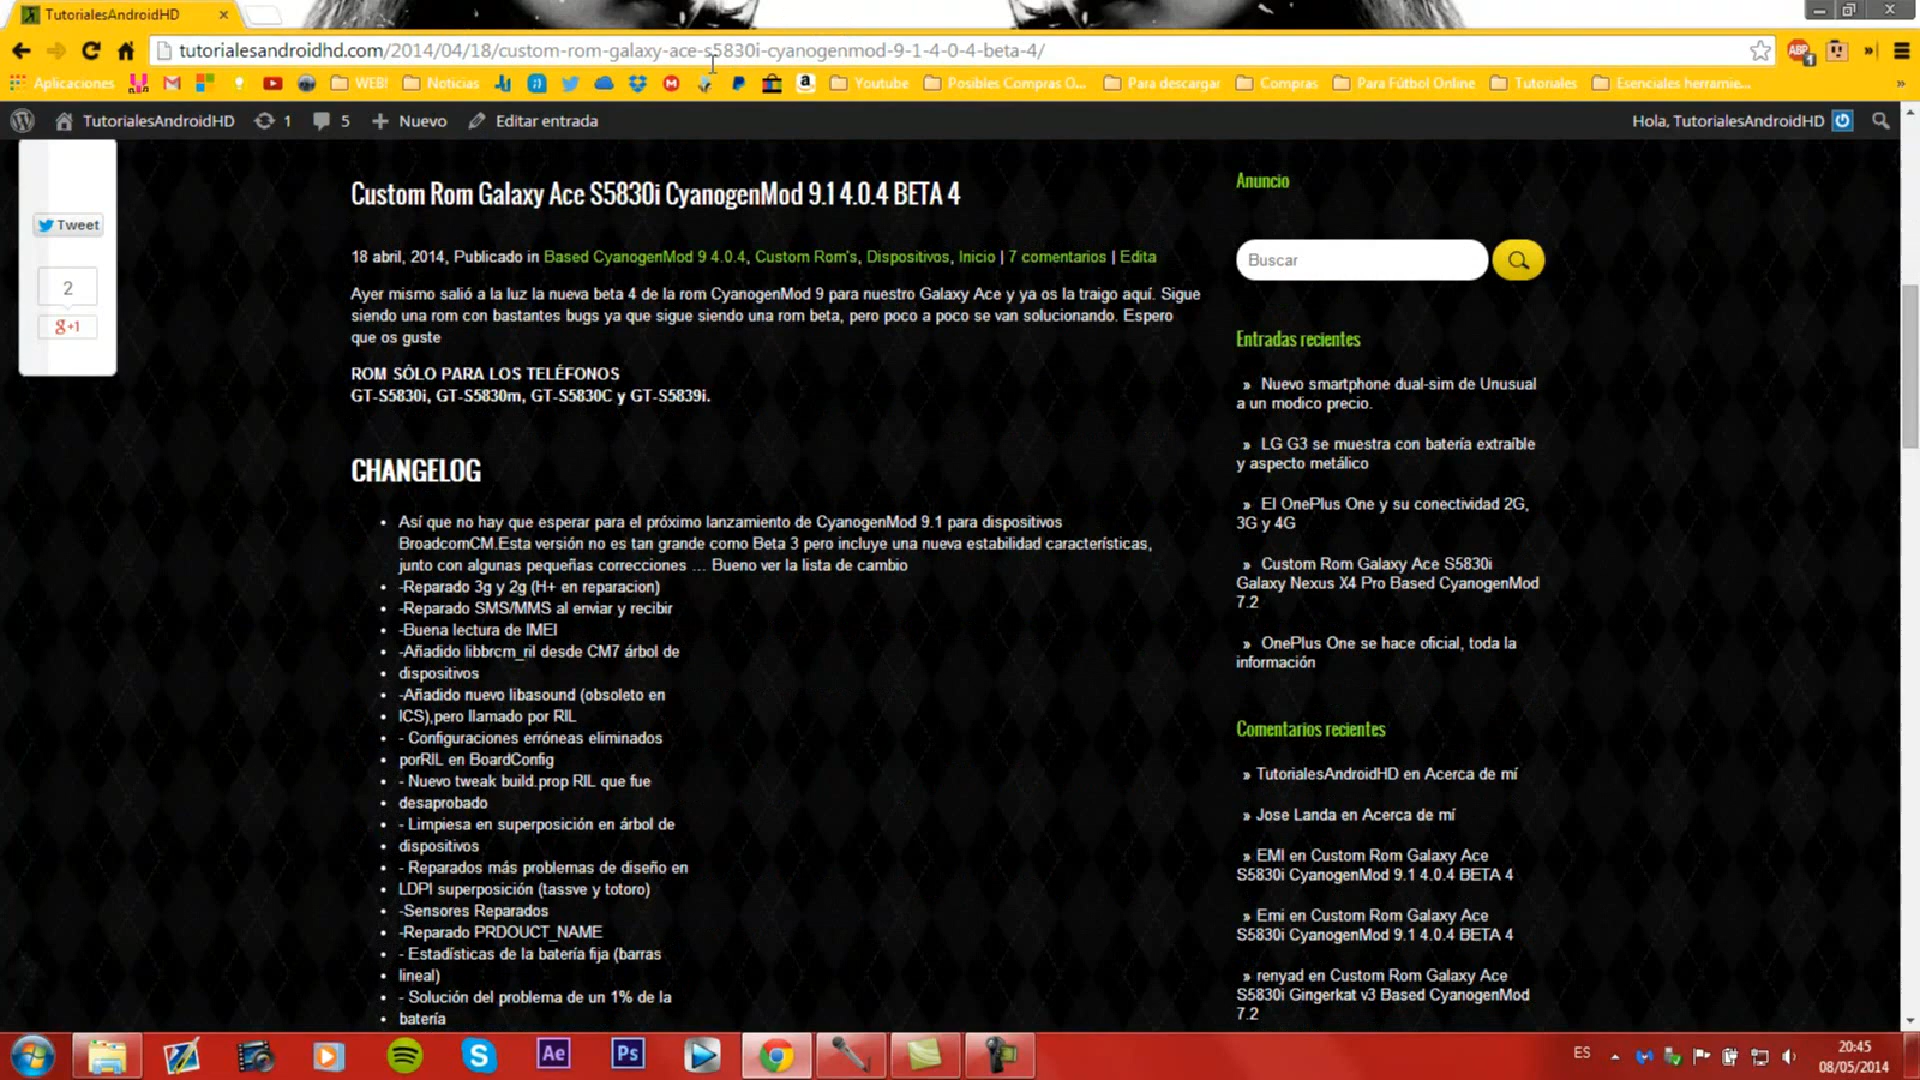 TutorialesAndroidHD
tutorialesandroidhd.com/2014/04/18/custom-rom-galaxy-ace-s5830i-cyanogenmod-9-1-4-0-4-beta-4/
ABP 1
Aplicaciones
WEB!
Noticias
Youtube
Posibles Compras O...
Para descargar
Compras
Para Fútbol Online
Tutoriales
Esenciales herramie...
TutorialesAndroidHD
1
5
Nuevo
Editar entrada
Hola, TutorialesAndroidHD
Tweet
2
g+1
Custom Rom Galaxy Ace S5830i CyanogenMod 9.1 4.0.4 BETA 4
18 abril, 2014, Publicado in Based CyanogenMod 9 4.0.4, Custom Rom's, Dispositivos, Inicio | 7 comentarios | Edita
Ayer mismo salió a la luz la nueva beta 4 de la rom CyanogenMod 9 para nuestro Galaxy Ace y ya os la traigo aquí. Sigue
siendo una rom con bastantes bugs ya que sigue siendo una rom beta, pero poco a poco se van solucionando. Espero
que os guste
ROM SÓLO PARA LOS TELÉFONOS
GT-S5830i, GT-S5830m, GT-S5830C y GT-S5839i.
CHANGELOG
• Así que no hay que esperar para el próximo lanzamiento de CyanogenMod 9.1 para dispositivos
BroadcomCM.Esta versión no es tan grande como Beta 3 pero incluye una nueva estabilidad características,
junto con algunas pequeñas correcciones ... Bueno ver la lista de cambio
• -Reparado 3g y 2g (H+ en reparacion)
• -Reparado SMS/MMS al enviar y recibir
• -Buena lectura de IMEI
• -Añadido libbrcm_ril desde CM7 árbol de
• dispositivos
• -Añadido nuevo libasound (obsoleto en
• ICS),pero llamado por RIL
• - Configuraciones erróneas eliminados
• porRIL en BoardConfig
• - Nuevo tweak build.prop RIL que fue
• desaprobado
• - Limpiesa en superposición en árbol de
• dispositivos
• - Reparados más problemas de diseño en
• LDPI superposición (tassve y totoro)
• -Sensores Reparados
• -Reparado PRDOUCT_NAME
• - Estadísticas de la batería fija (barras
• lineal)
• - Solución del problema de un 1% de la
• batería
Anuncio
Buscar
Entradas recientes
» Nuevo smartphone dual-sim de Unusual
a un modico precio.
» LG G3 se muestra con batería extraíble
y aspecto metálico
» El OnePlus One y su conectividad 2G,
3G y 4G
» Custom Rom Galaxy Ace S5830i
Galaxy Nexus X4 Pro Based CyanogenMod
7.2
» OnePlus One se hace oficial, toda la
información
Comentarios recientes
» TutorialesAndroidHD en Acerca de mí
» Jose Landa en Acerca de mí
» EMI en Custom Rom Galaxy Ace
S5830i CyanogenMod 9.1 4.0.4 BETA 4
» Emi en Custom Rom Galaxy Ace
S5830i CyanogenMod 9.1 4.0.4 BETA 4
» renyad en Custom Rom Galaxy Ace
S5830i Gingerkat v3 Based CyanogenMod
7.2
Ae
Ps
ES
20:45
08/05/2014